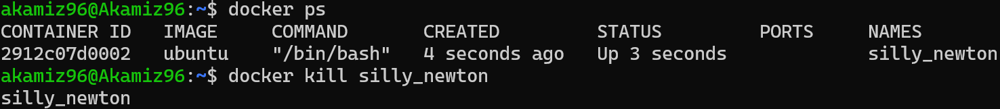 akamiz96@Akamiz96:~$ docker ps
CONTAINER ID   IMAGE     COMMAND       CREATED         STATUS         PORTS     NAMES
2912c07d0002   ubuntu    "/bin/bash"   4 seconds ago   Up 3 seconds             silly_newton
akamiz96@Akamiz96:~$ docker kill silly_newton
silly_newton